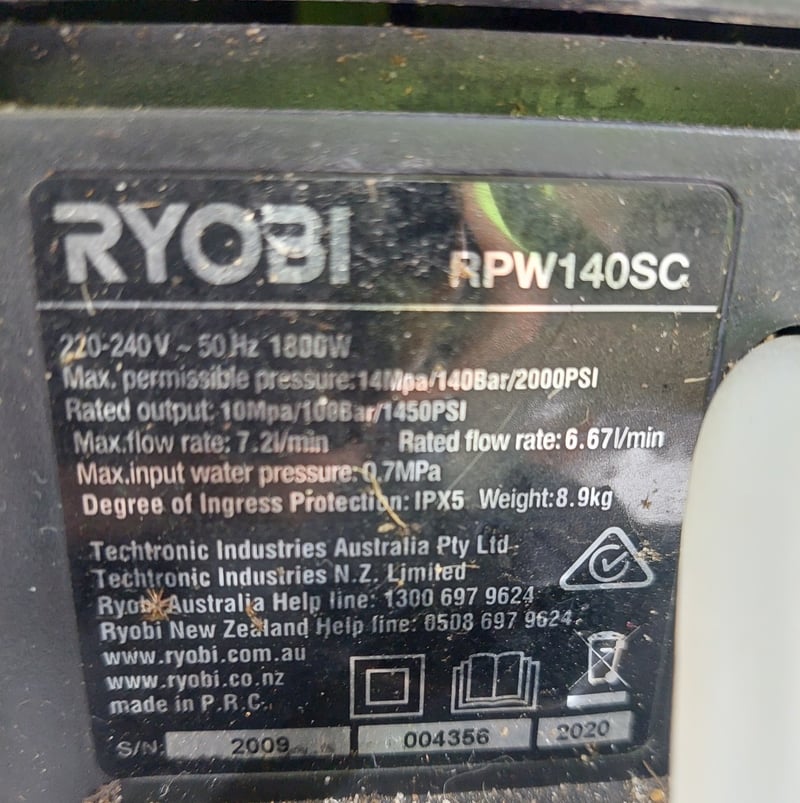 RYOBI
RPW140SC
220-240V ~ 50Hz 1800W
Max. permissible pressure:14Mpa/140Bar/2000PSI
Rated output: 10Mpa/100Bar/1450PSI
Max.flow rate: 7.2l/min Rated flow rate: 6.67l/min
Max.input water pressure: 0.7MPa
Degree of Ingress Protection: IPX5 Weight:8.9kg
Techtronic Industries Australia Pty Ltd
Techtronic Industries N.Z. Limited
Ryobi Australia Help line: 1300 697 9624
Ryobi New Zealand Help line: 0508 697 9624
www.ryobi.com.au
www.ryobi.co.nz
made in P.R.C.
S/N: 2009 004356 2020